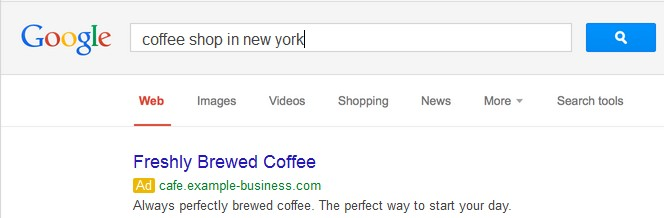 Google coffee shop in new york
Web Images Videos Shopping News More Search tools
Freshly Brewed Coffee
Ad cafe.example-business.com
Always perfectly brewed coffee. The perfect way to start your day.